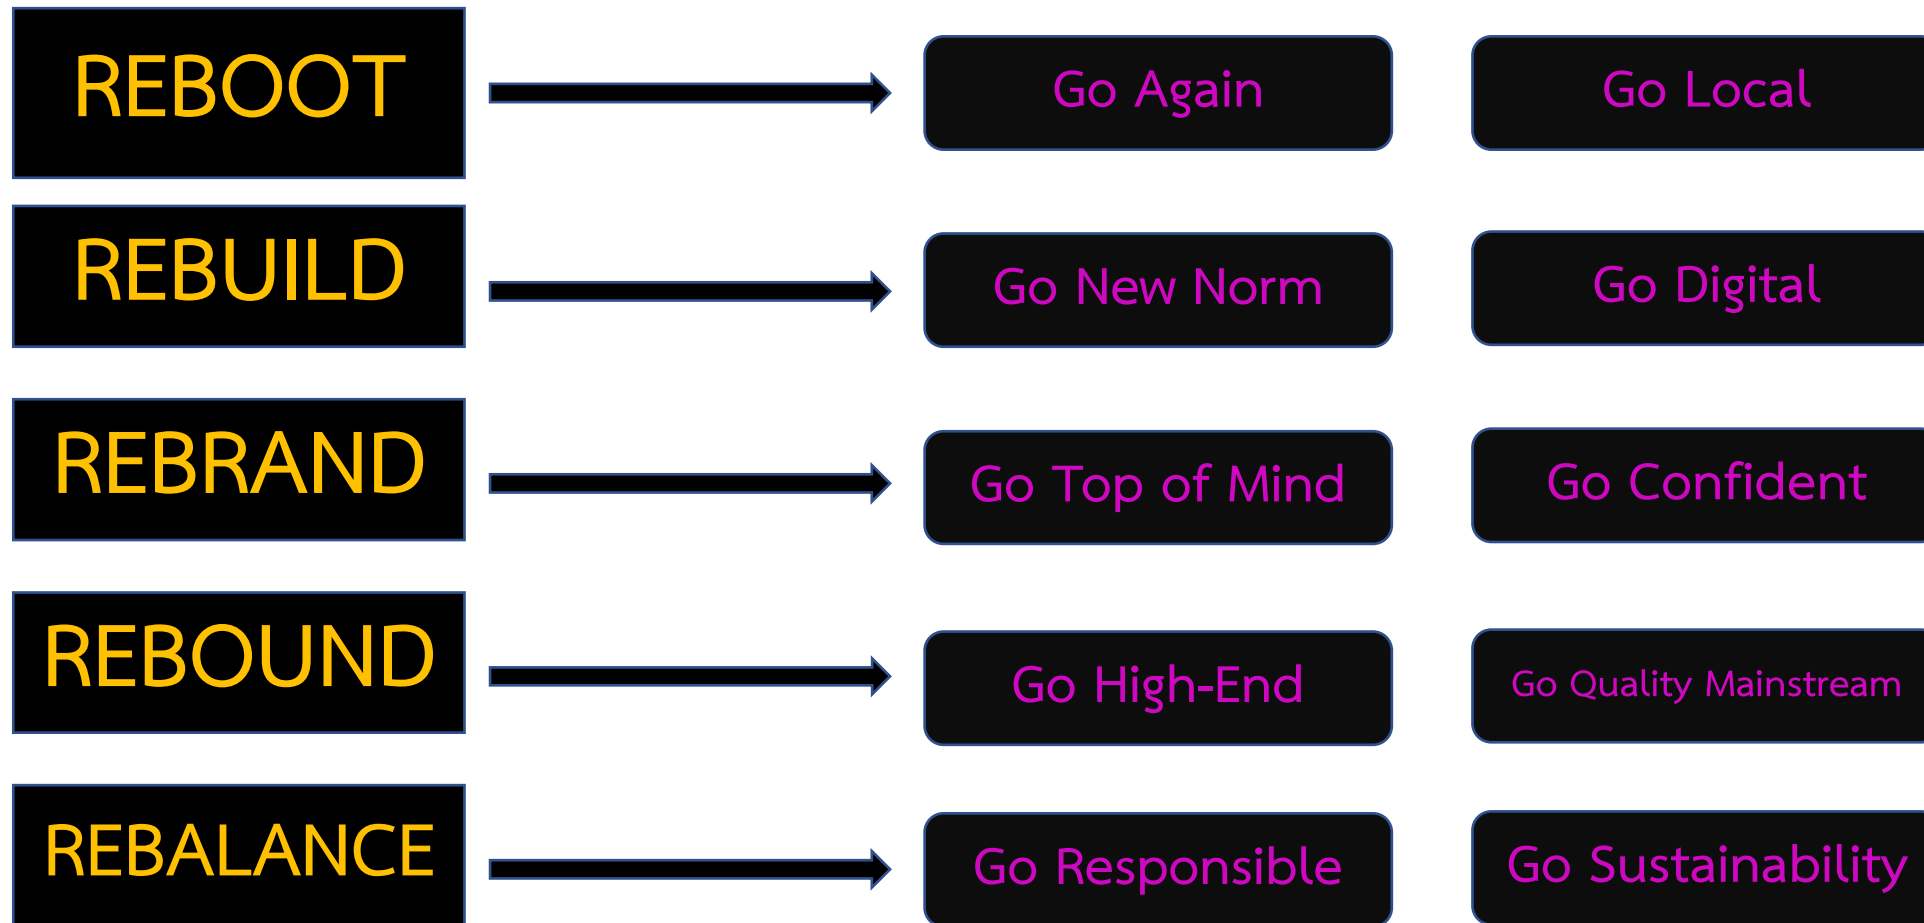 REBOOT
Go Again
Go Local
REBUILD
Go New Norm
Go Digital
REBRAND
Go Top of Mind
Go Confident
REBOUND
Go High-End
Go Quality Mainstream
REBALANCE
Go Responsible
Go Sustainability